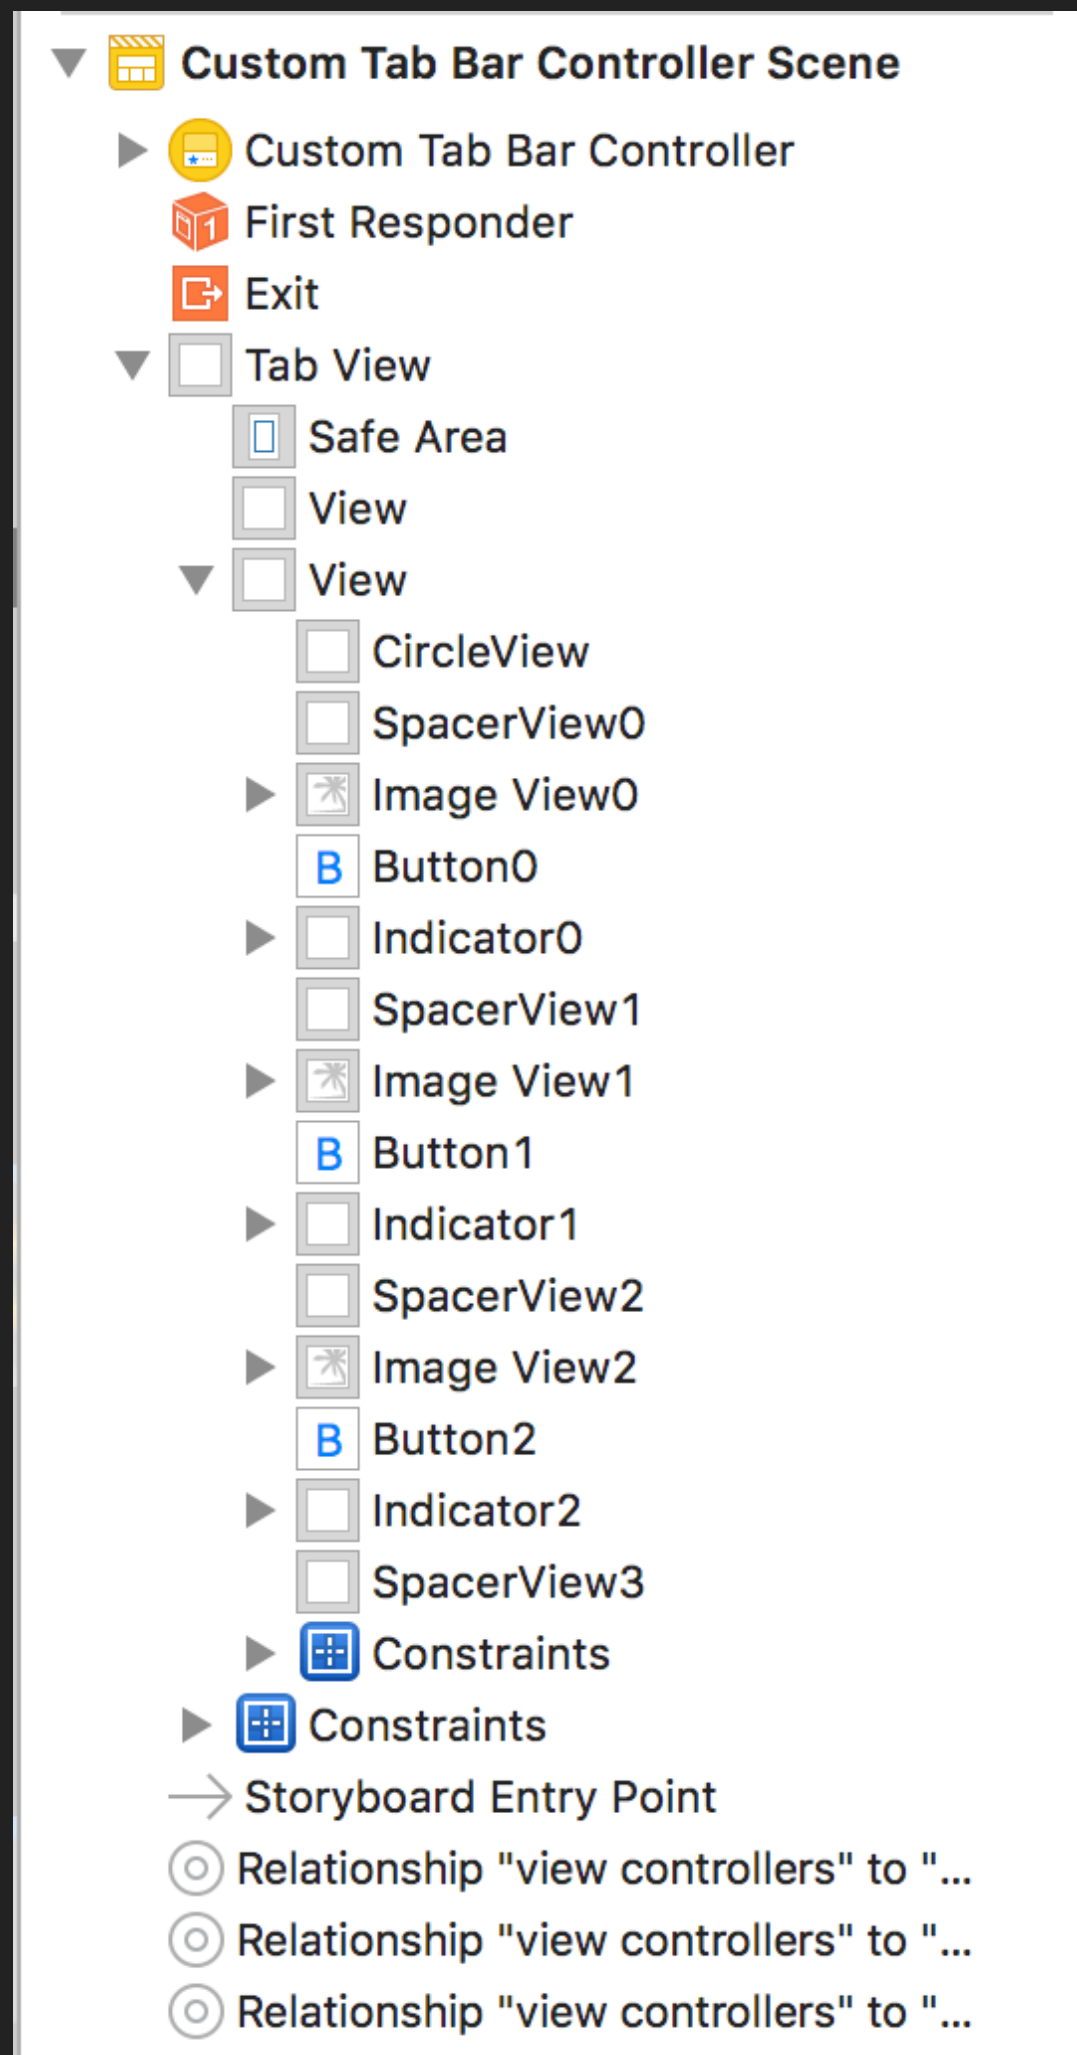 Custom Tab Bar Controller Scene
Custom Tab Bar Controller
First Responder
Exit
Tab View
Safe Area
View
View
CircleView
SpacerView0
Image View0
B Button0
Indicator0
SpacerView1
Image View1
B Button1
Indicator1
SpacerView2
Image View2
B Button2
Indicator2
SpacerView3
Constraints
Constraints
Storyboard Entry Point
Relationship "view controllers" to "...
Relationship "view controllers" to "...
Relationship "view controllers" to "...